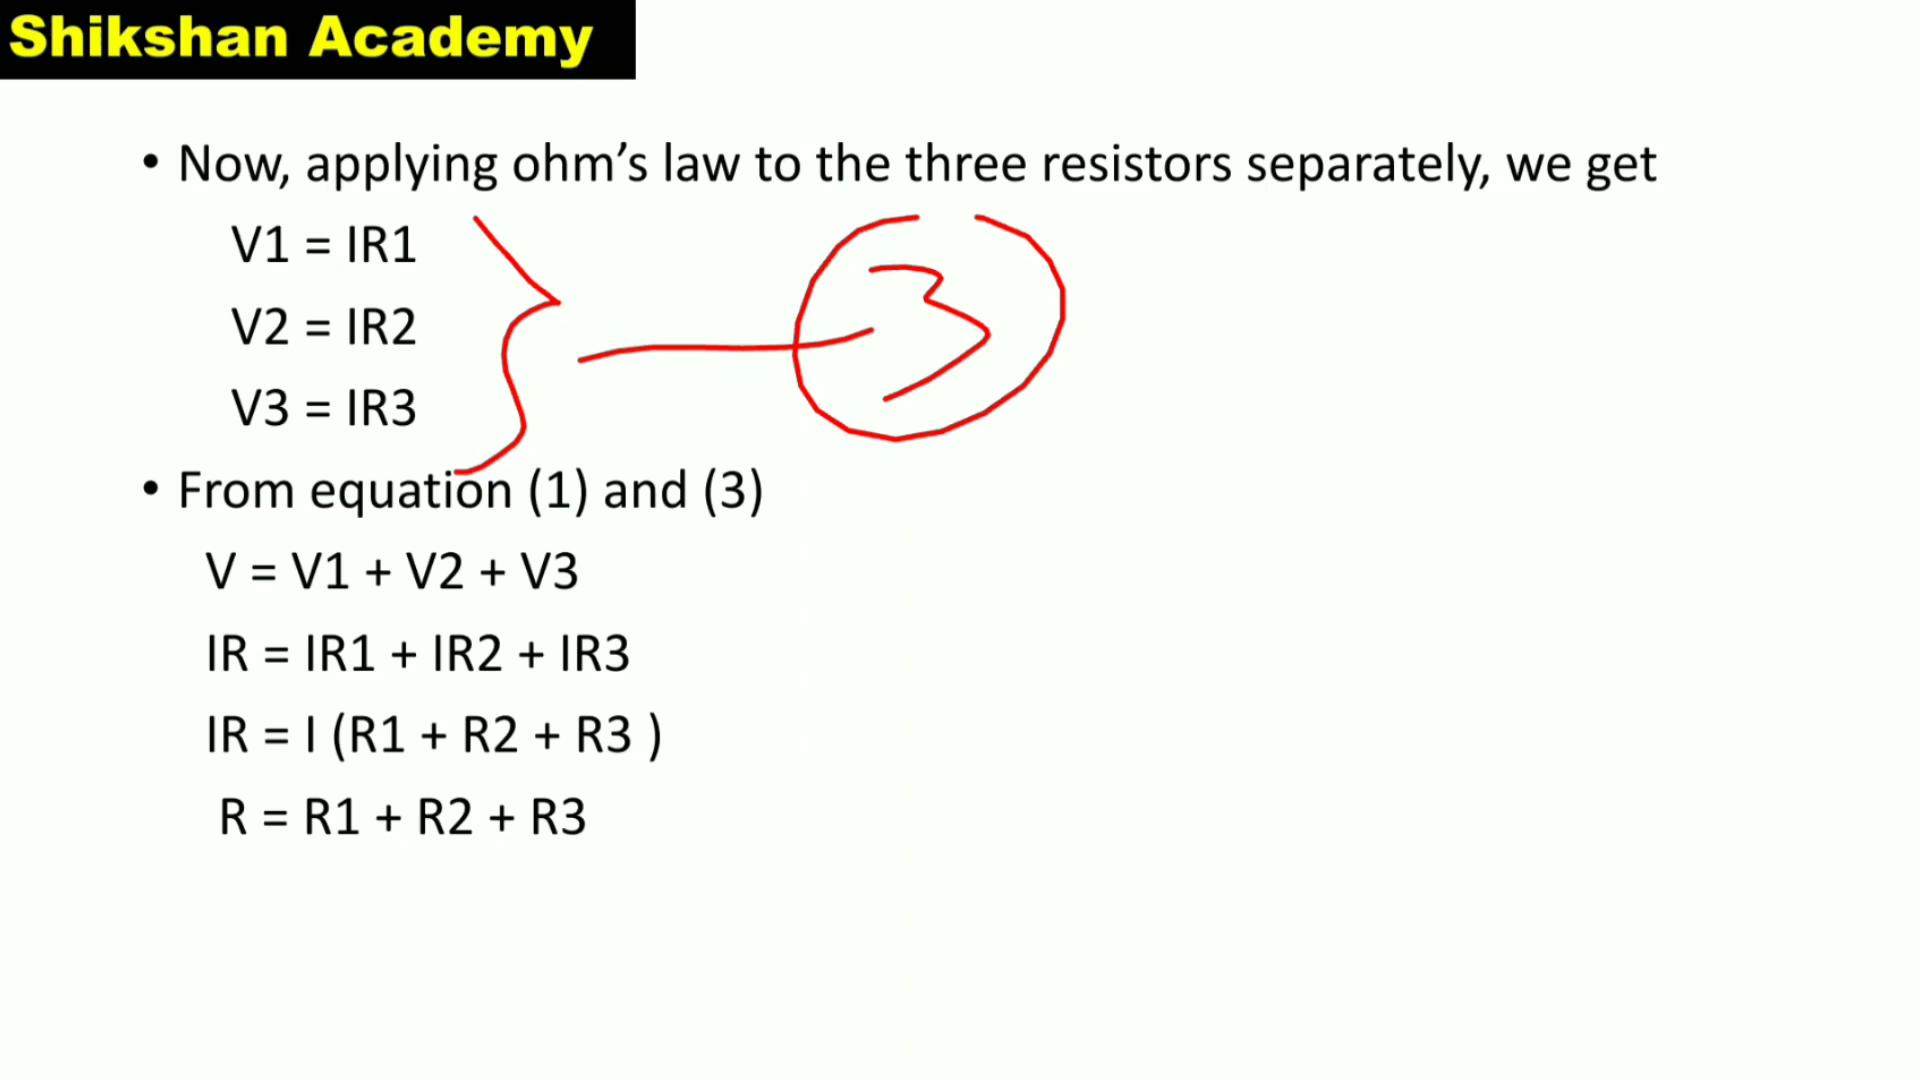 Shikshan Academy
• Now, applying ohm’s law to the three resistors separately, we get
V1 = IR1
V2 = IR2
3
V3 = IR3
• From equation (1) and (3)
V = V1 + V2 + V3
IR = IR1 + IR2 + IR3
IR = I (R1 + R2 + R3 )
R = R1 + R2 + R3